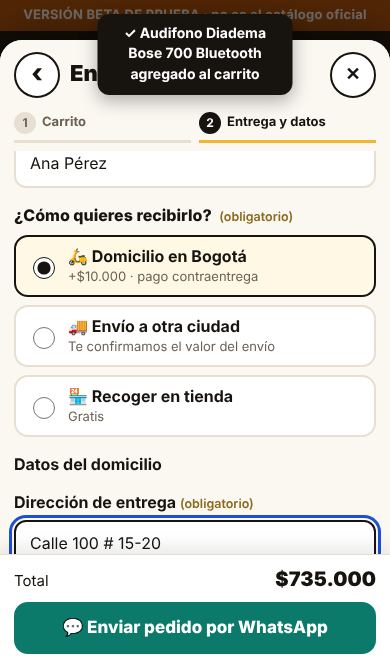 VERSIÓN BETA DE PRUEBA · no es el catálogo oficial
✓ Audifono Diadema
Bose 700 Bluetooth
agregado al carrito
‹
En
✕
1 Carrito
2 Entrega y datos
Ana Pérez
¿Cómo quieres recibirlo? (obligatorio)
🛵 Domicilio en Bogotá
+$10.000 · pago contraentrega
🚚 Envío a otra ciudad
Te confirmamos el valor del envío
🏪 Recoger en tienda
Gratis
Datos del domicilio
Dirección de entrega (obligatorio)
Calle 100 # 15-20
Total $735.000
💬 Enviar pedido por WhatsApp